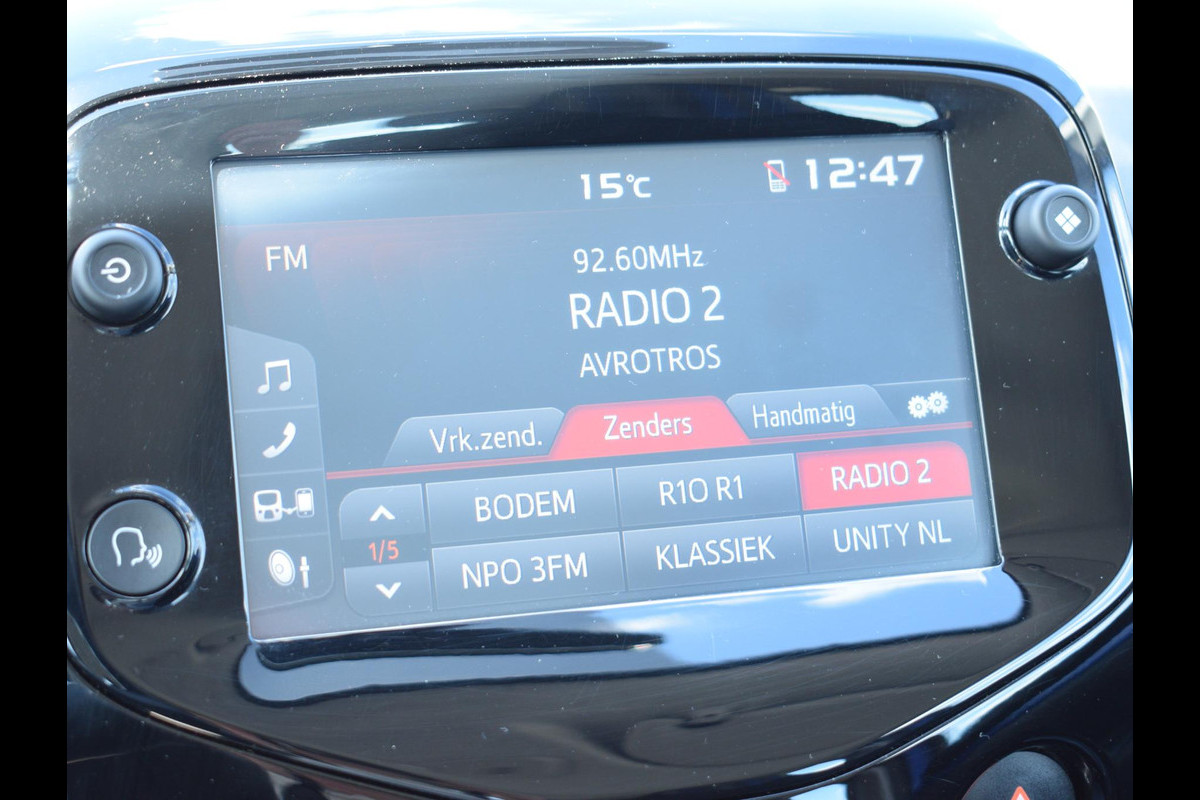 15°C 12:47
FM 92.60MHz
RADIO 2
AVROTROS
Vrk.zend. Zenders Handmatig
BODEM R10 R1 RADIO 2
1/5
NPO 3FM KLASSIEK UNITY NL